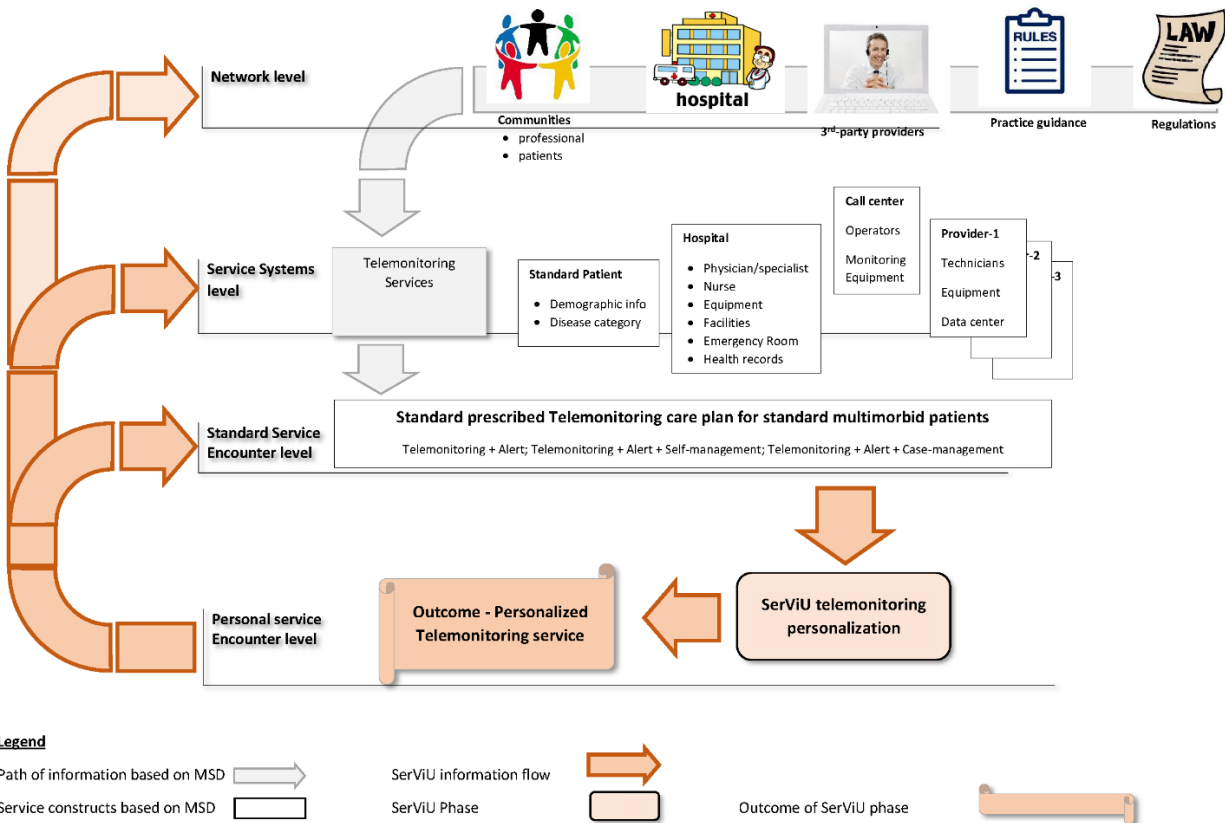 Network level
RULES
LAW
hospital
Communities
• professional
• patients
3rd-party providers
Practice guidance
Regulations
Service Systems
level
Telemonitoring
Services
Standard Patient
• Demographic info
• Disease category
Hospital
• Physician/specialist
• Nurse
• Equipment
• Facilities
• Emergency Room
• Health records
Call center
Operators
Monitoring
Equipment
Provider-1
Technicians
Equipment
Data center
r-2
-3
Standard Service
Encounter level
Standard prescribed Telemonitoring care plan for standard multimorbid patients
Telemonitoring + Alert; Telemonitoring + Alert + Self-management; Telemonitoring + Alert + Case-management
Personal service
Encounter level
Outcome - Personalized
Telemonitoring service
SerViU telemonitoring
personalization
Legend
Path of information based on MSD
SerViU information flow
Service constructs based on MSD
SerViU Phase
Outcome of SerViU phase